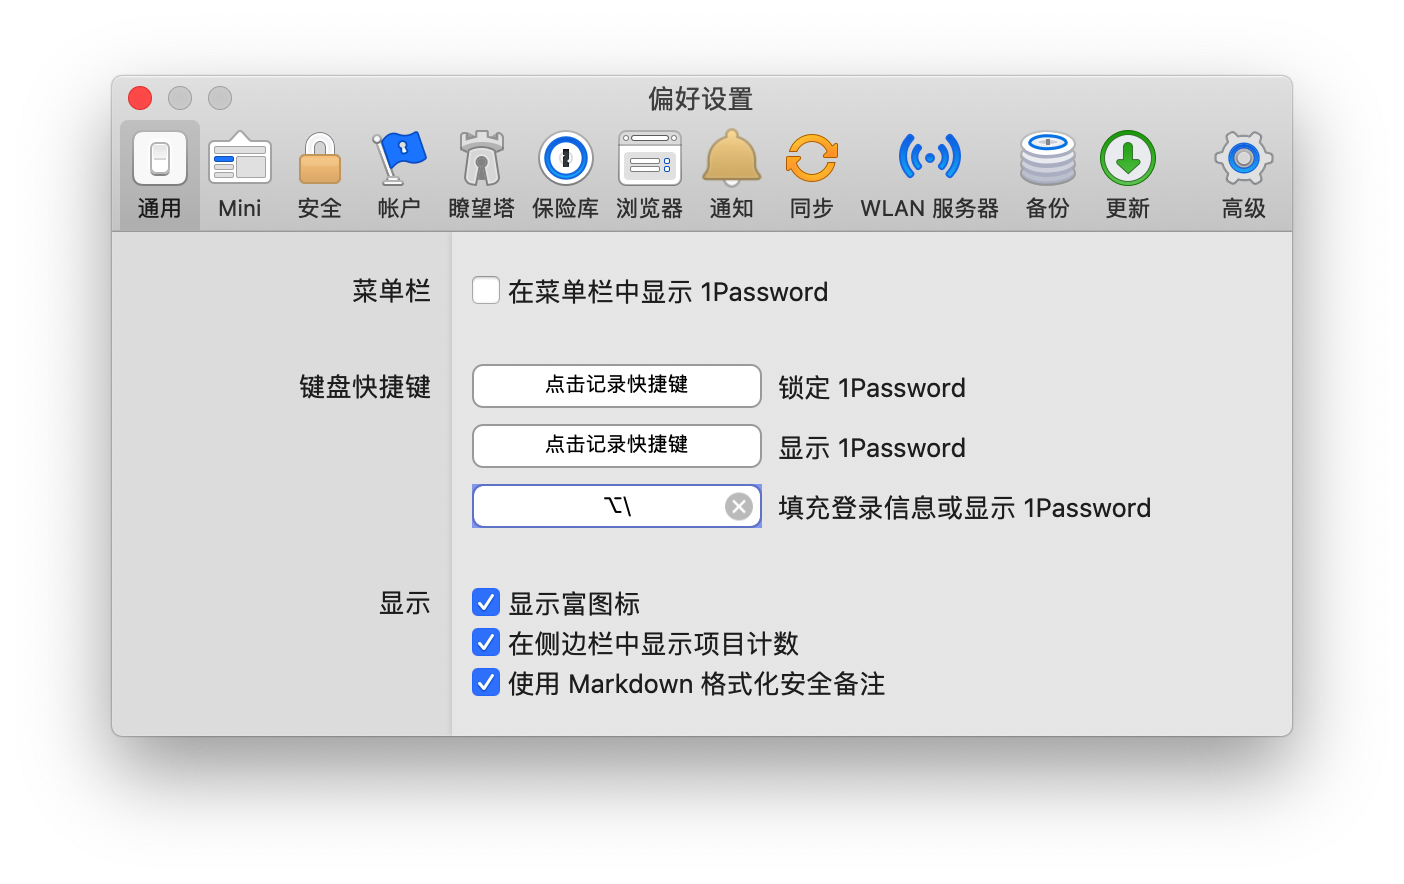 偏好设置
通用 Mini 安全 帐户 瞭望塔 保险库 浏览器 通知 同步 WLAN 服务器 备份 更新 高级
菜单栏 在菜单栏中显示 1Password
键盘快捷键 点击记录快捷键 锁定 1Password
点击记录快捷键 显示 1Password
⌥\ 填充登录信息或显示 1Password
显示 显示富图标
在侧边栏中显示项目计数
使用 Markdown 格式化安全备注